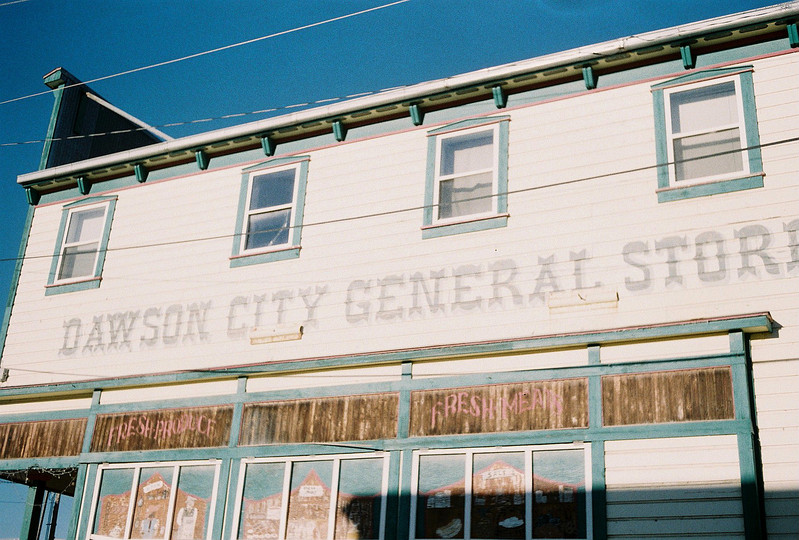 DAWSON CITY GENERAL STORE
FRESH PRODUCE
FRESH MEATS